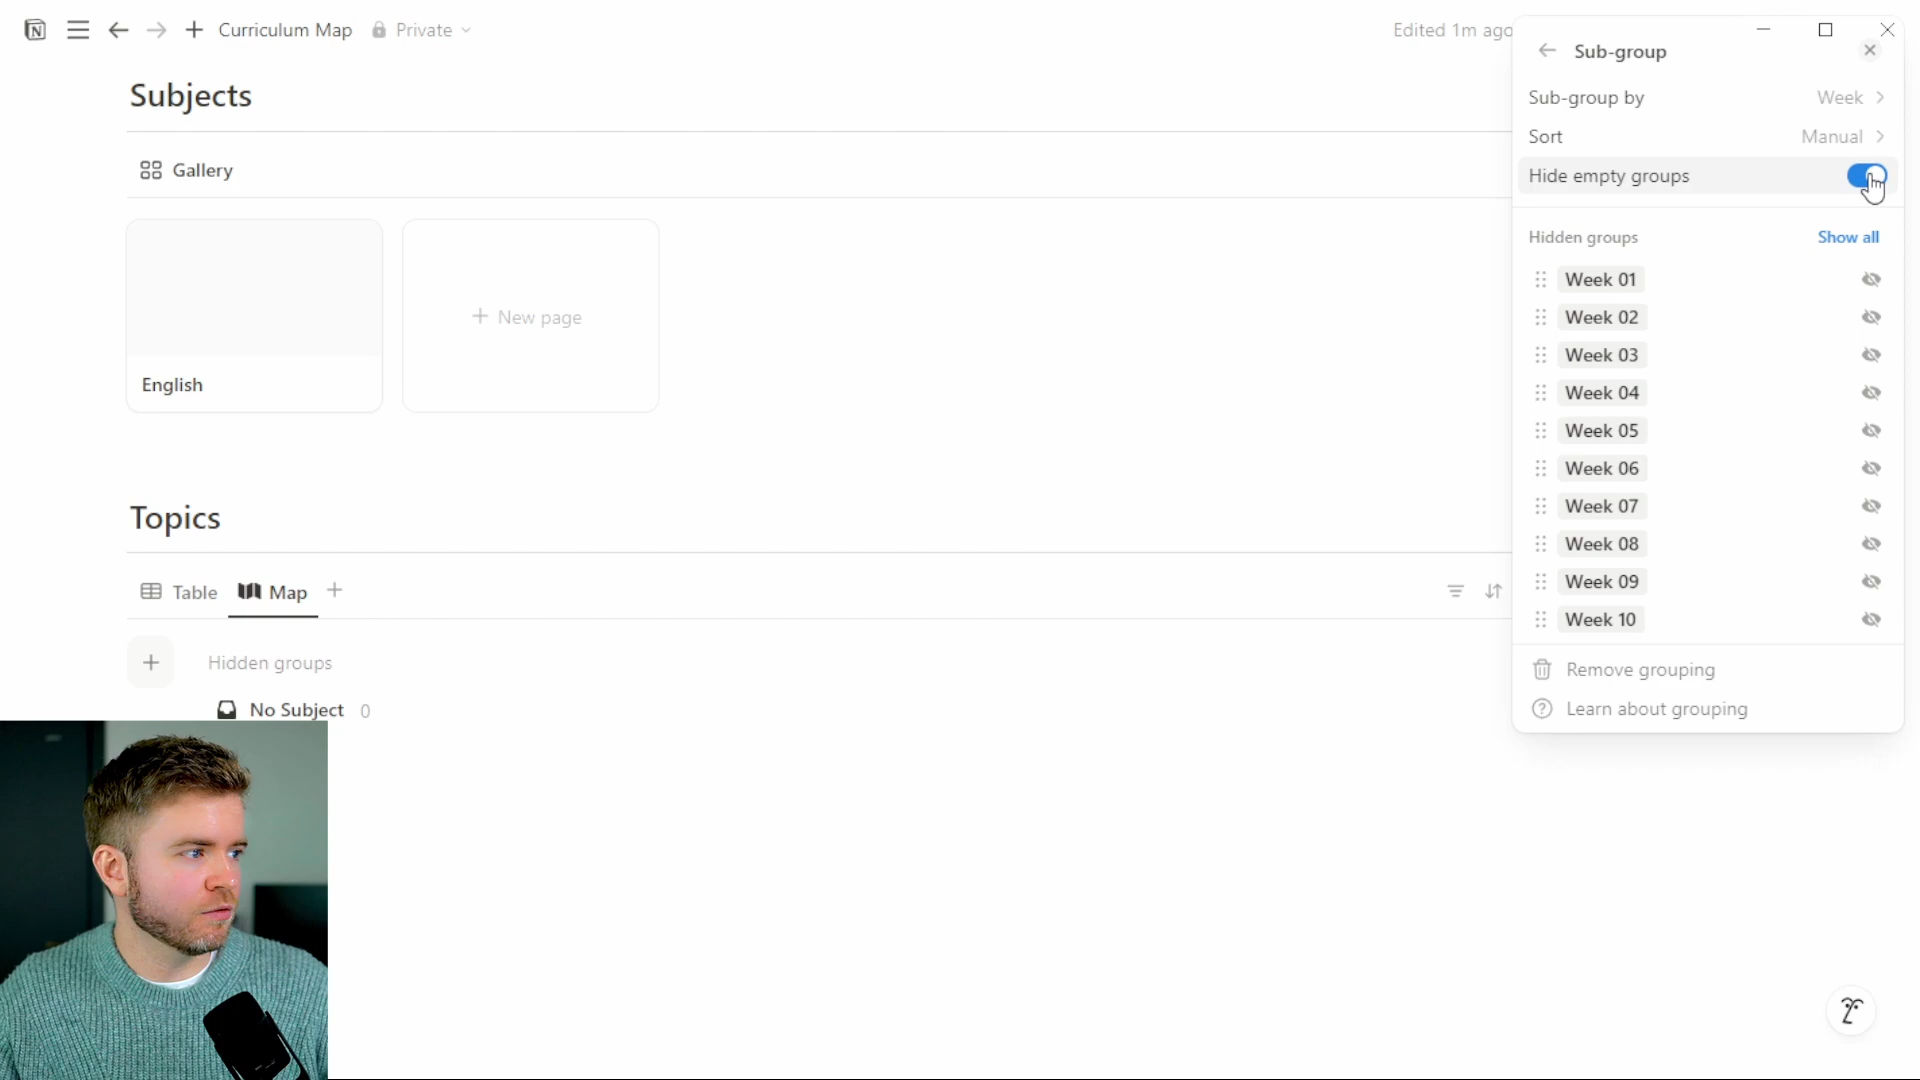 Curriculum Map Private
Edited 1m ago
Subjects
Gallery
English
New page
Topics
Table Map
Hidden groups
No Subject 0
Sub-group
Sub-group by Week
Sort Manual
Hide empty groups
Hidden groups Show all
Week 01
Week 02
Week 03
Week 04
Week 05
Week 06
Week 07
Week 08
Week 09
Week 10
Remove grouping
Learn about grouping